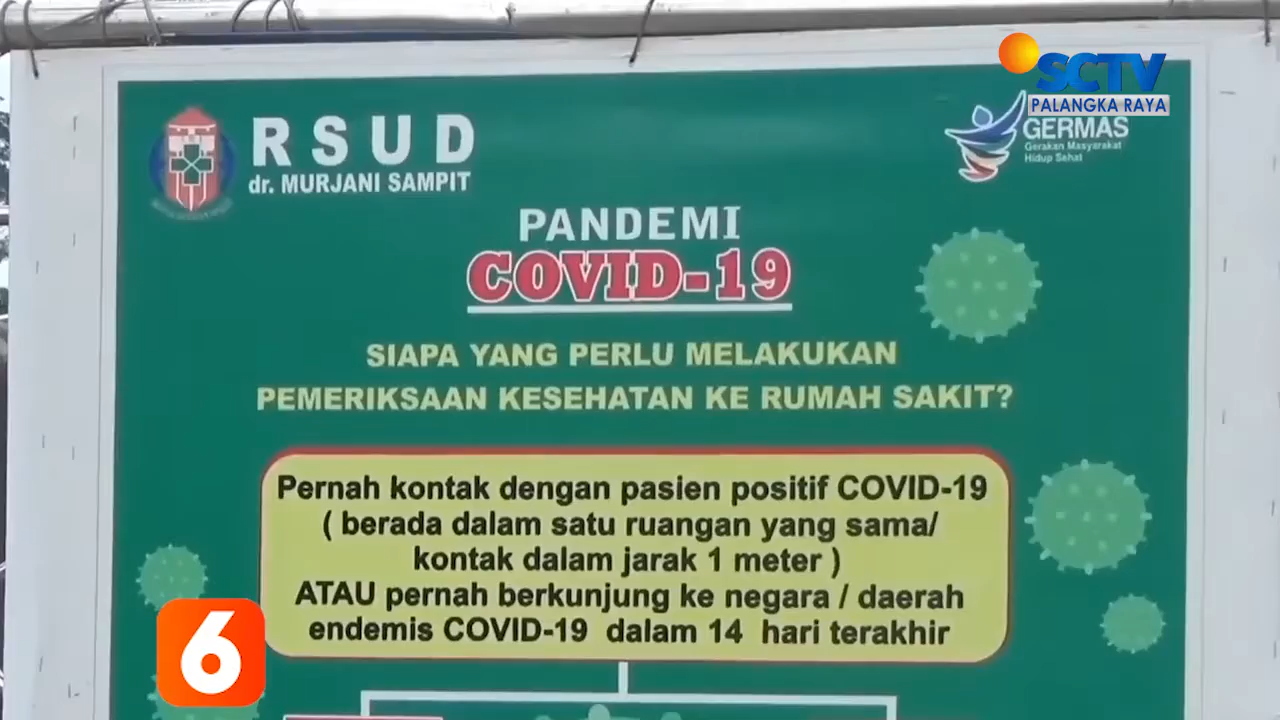 SCTV
PALANGKA RAYA
RSUD
dr. MURJANI SAMPIT
GERMAS
Gerakan Masyarakat
Hidup Sehat
PANDEMI
COVID-19
SIAPA YANG PERLU MELAKUKAN
PEMERIKSAAN KESEHATAN KE RUMAH SAKIT?
Pernah kontak dengan pasien positif COVID-19
( berada dalam satu ruangan yang sama/
kontak dalam jarak 1 meter )
ATAU pernah berkunjung ke negara / daerah
endemis COVID-19 dalam 14 hari terakhir
6